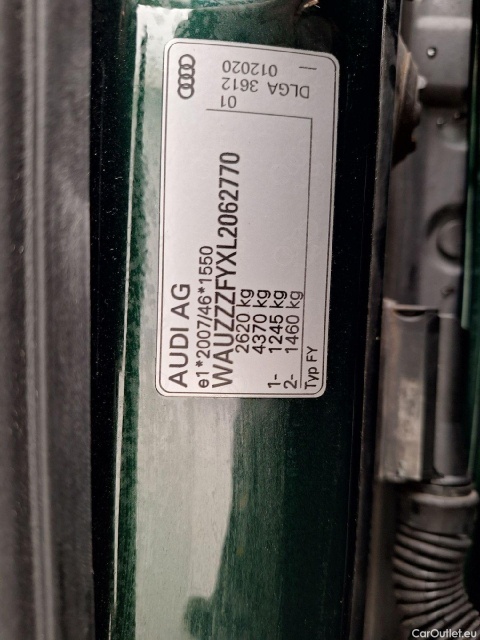 AUDI AG
e1*2007/46*1550
WAUZZZFYXL2062770
2620 kg
4370 kg
1- 1245 kg
2- 1460 kg
Typ FY
01
DLGA 3612
012020
CarOutlet.eu